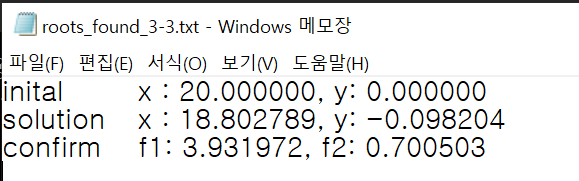 roots_found_3-3.txt - Windows 메모장
파일(F) 편집(E) 서식(O) 보기(V) 도움말(H)
inital x : 20.000000, y: 0.000000
solution x : 18.802789, y: -0.098204
confirm f1: 3.931972, f2: 0.700503